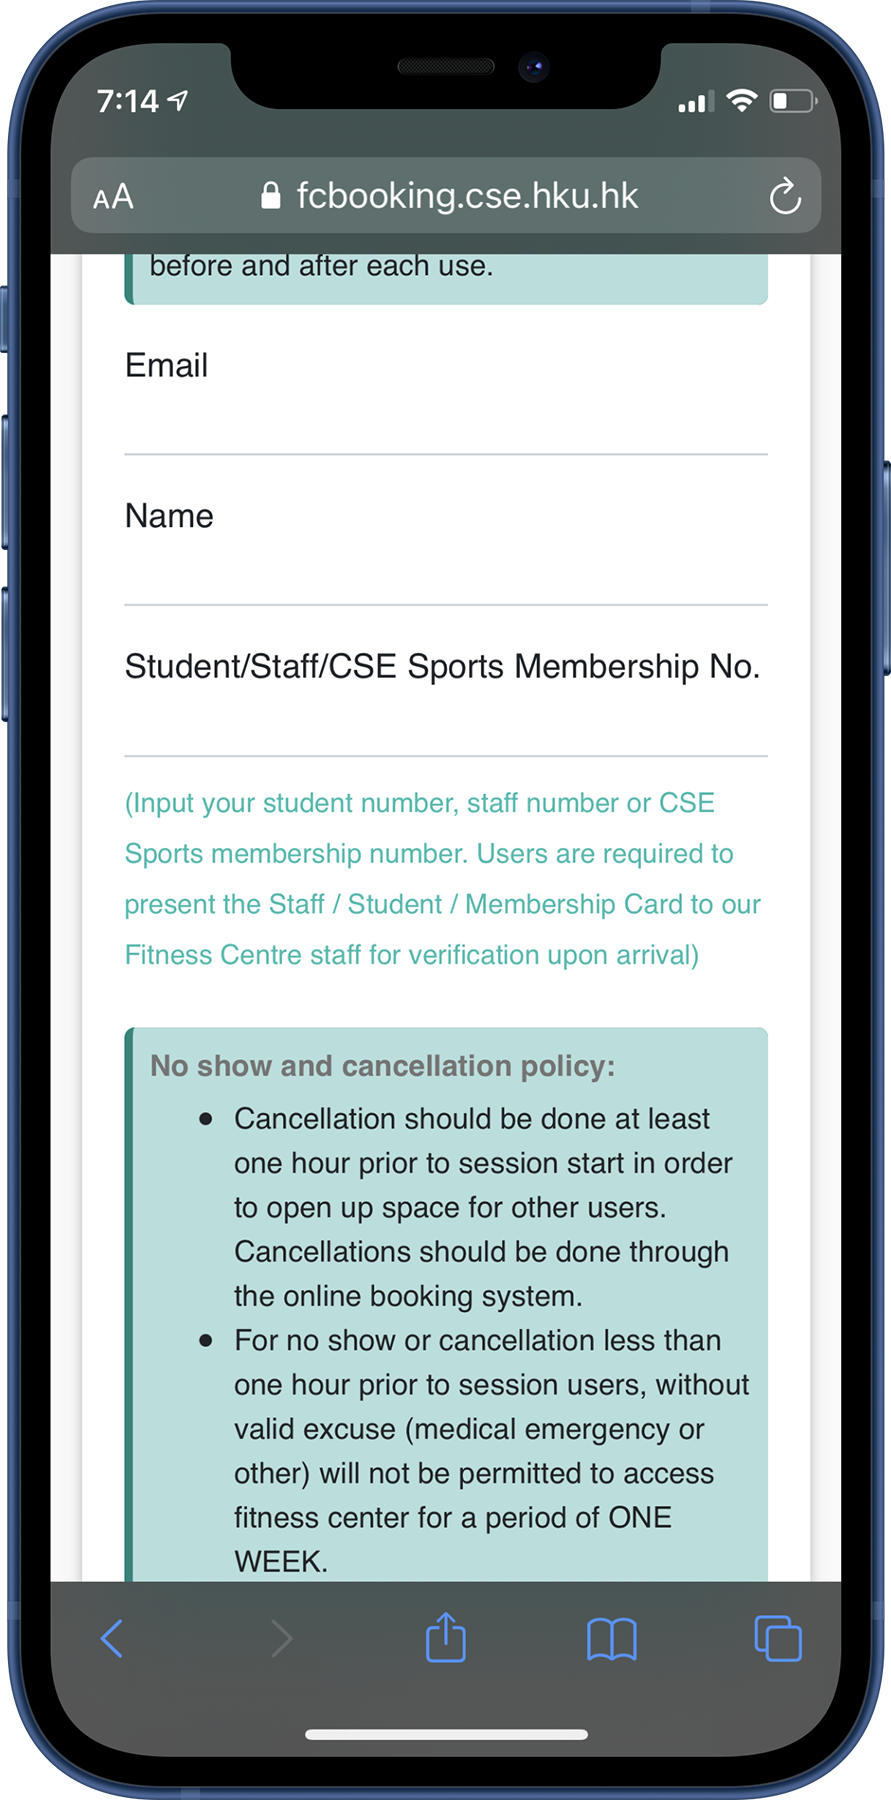 7:14
AA fcbooking.cse.hku.hk
before and after each use.
Email
Name
Student/Staff/CSE Sports Membership No.
(Input your student number, staff number or CSE
Sports membership number. Users are required to
present the Staff / Student / Membership Card to our
Fitness Centre staff for verification upon arrival)
No show and cancellation policy:
• Cancellation should be done at least
one hour prior to session start in order
to open up space for other users.
Cancellations should be done through
the online booking system.
• For no show or cancellation less than
one hour prior to session users, without
valid excuse (medical emergency or
other) will not be permitted to access
fitness center for a period of ONE
WEEK.